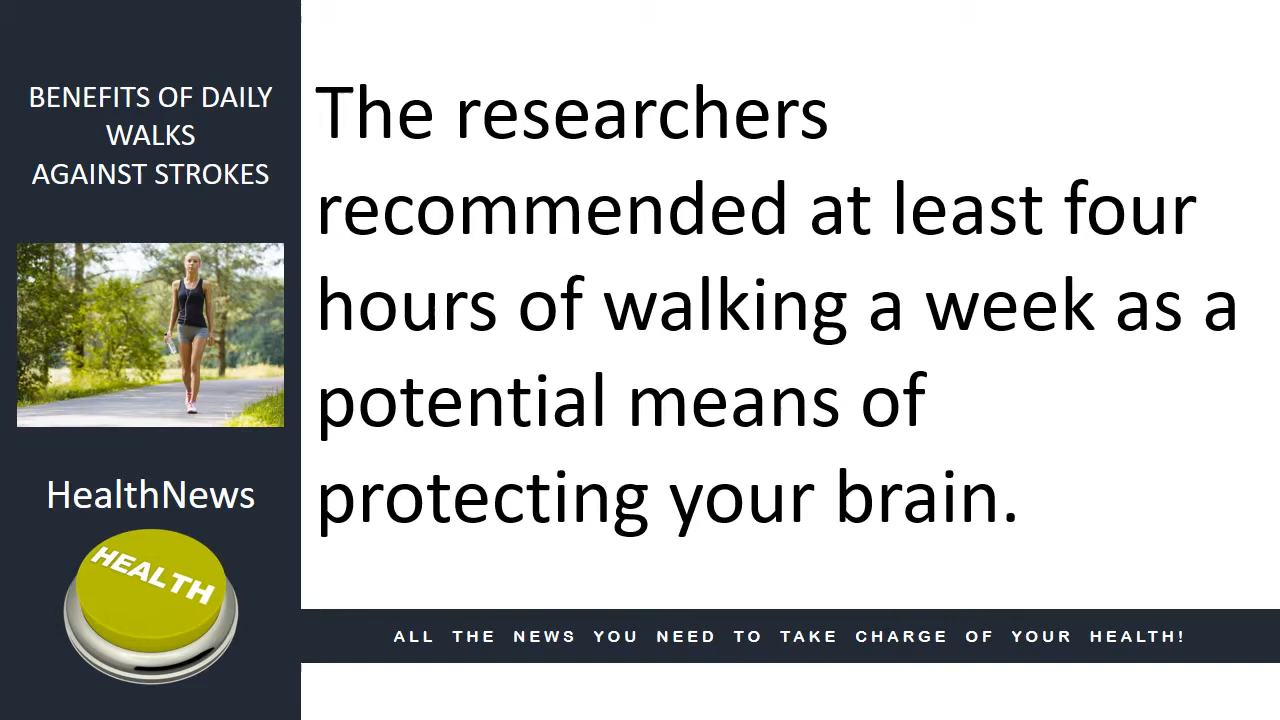 BENEFITS OF DAILY
WALKS
AGAINST STROKES
HealthNews
HEALTH
The researchers
recommended at least four
hours of walking a week as a
potential means of
protecting your brain.
ALL THE NEWS YOU NEED TO TAKE CHARGE OF YOUR HEALTH!